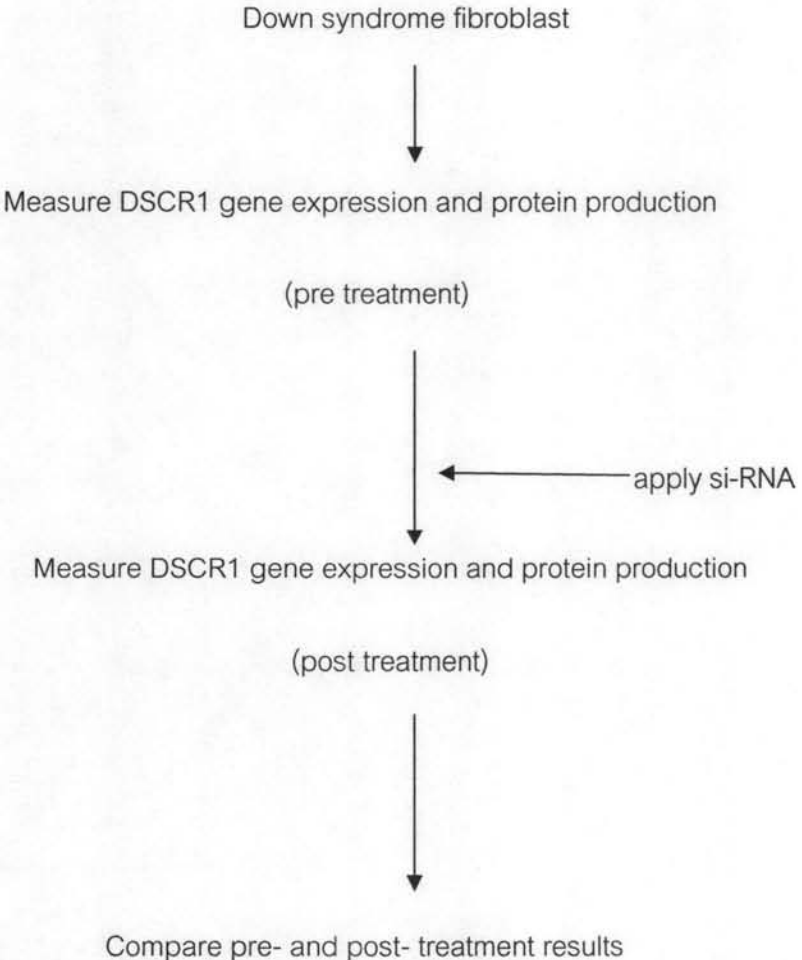 Down syndrome fibroblast
Measure DSCR1 gene expression and protein production
(pre treatment)
apply si-RNA
Measure DSCR1 gene expression and protein production
(post treatment)
Compare pre- and post- treatment results